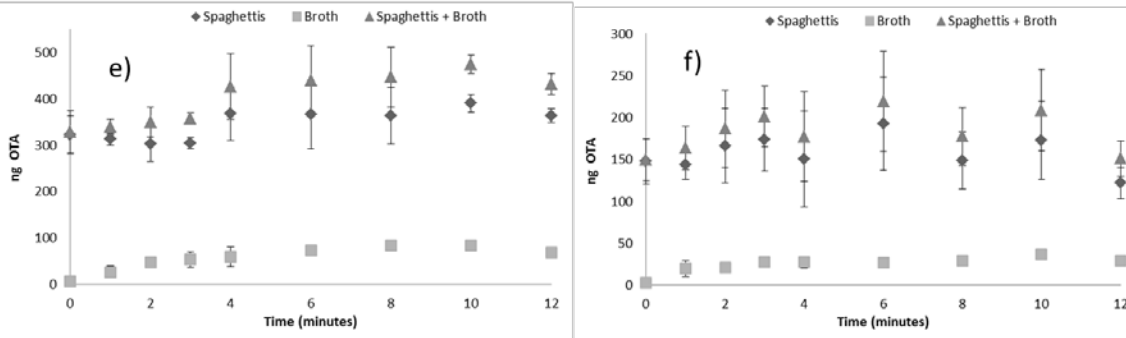 Spaghettis Broth Spaghettis + Broth
e)
500
400
300
200
100
0
ng OTA
0 2 4 6 8 10 12
Time (minutes)
Spaghettis Broth Spaghettis + Broth
f)
300
250
200
150
100
50
0
ng OTA
0 2 4 6 8 10 12
Time (minutes)